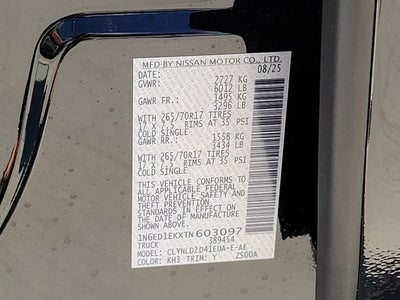 MFD BY NISSAN MOTOR CO., LTD.
DATE: 08/25
GVWR: 2727 KG
6012 LB
GAWR FR.: 1495 KG
3296 LB
WITH 265/70R17 TIRES
17 X 7.5 RIMS AT 35 PSI
COLD SINGLE
GAWR RR.: 1558 KG
3434 LB
WITH 265/70R17 TIRES
17 X 7.5 RIMS AT 35 PSI
COLD SINGLE
THIS VEHICLE CONFORMS TO
ALL APPLICABLE FEDERAL
MOTOR VEHICLE SAFETY
STANDARDS IN EFFECT ON THE
DATE OF MANUFACTURE SHOWN
ABOVE.
1N6ED1EKXTN603097
TRUCK 389454
MODEL: CLYNLD2D41EUA-E-AE
COLOR: KH3 TRIM: Y Z500A